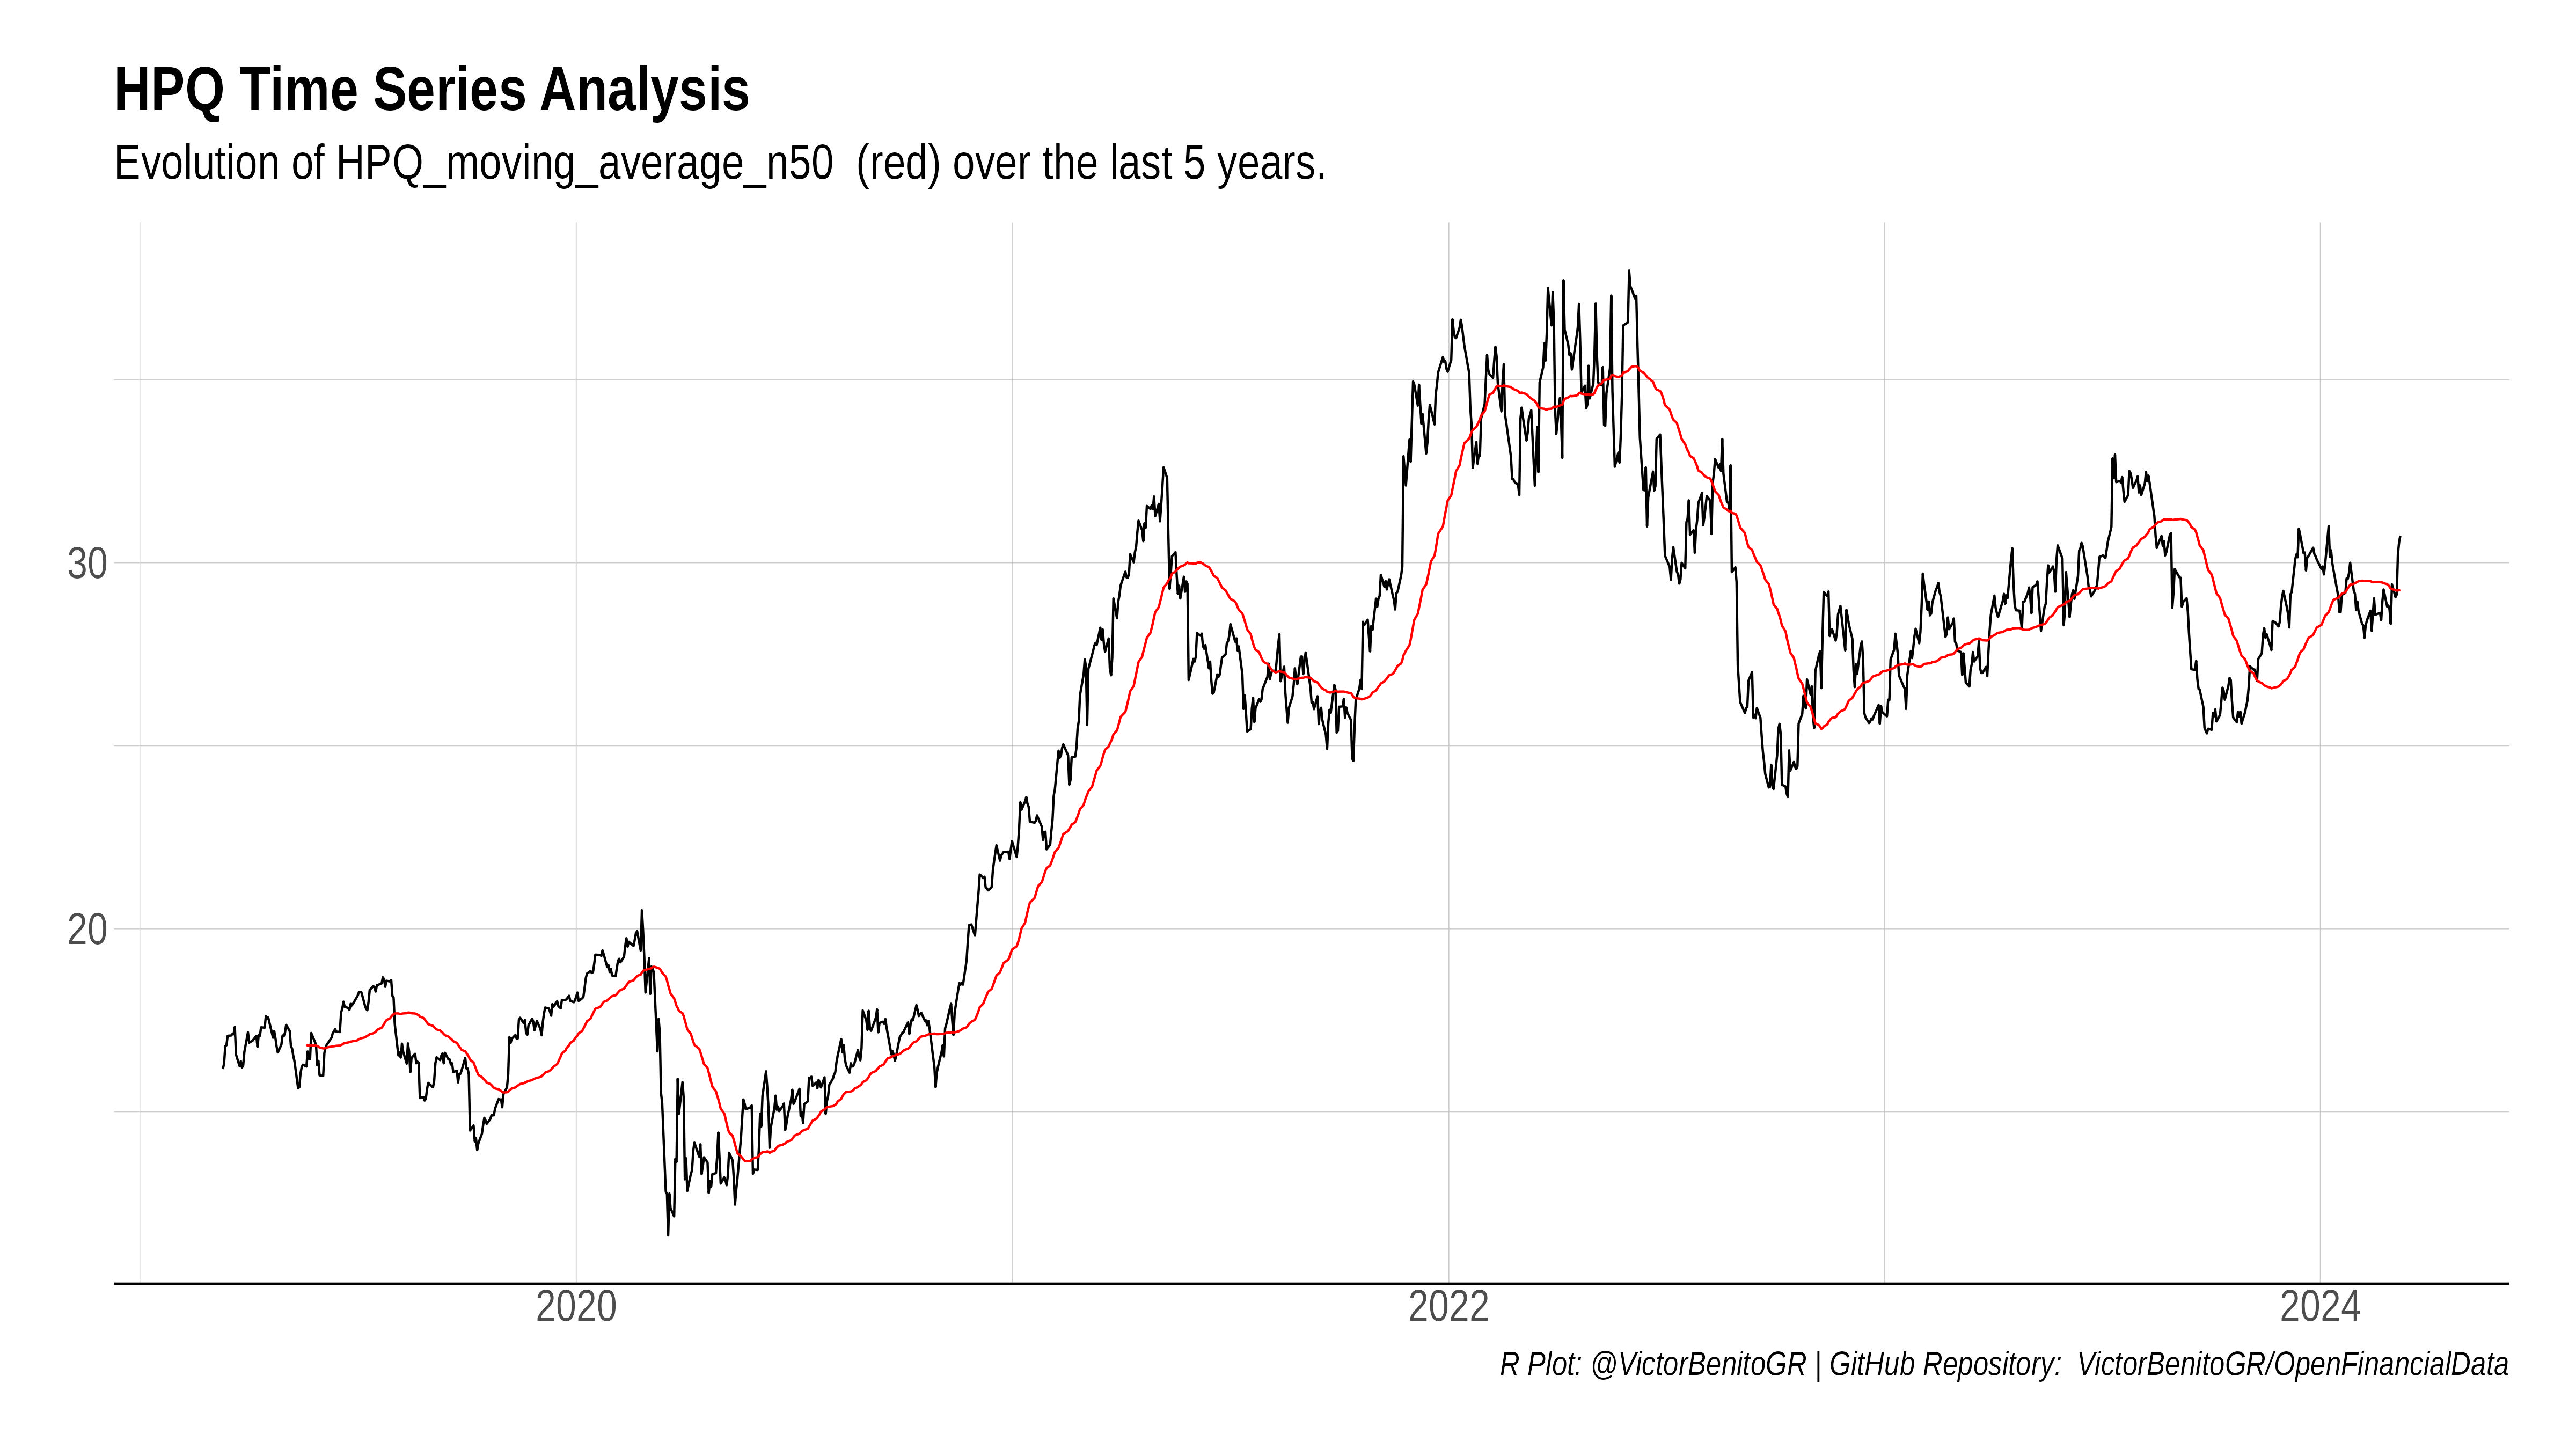 HPQ Time Series Analysis
Evolution of HPQ_moving_average_n50  (red) over the last 5 years.
30
20
2020
2022
2024
R Plot: @VictorBenitoGR | GitHub Repository:  VictorBenitoGR/OpenFinancialData